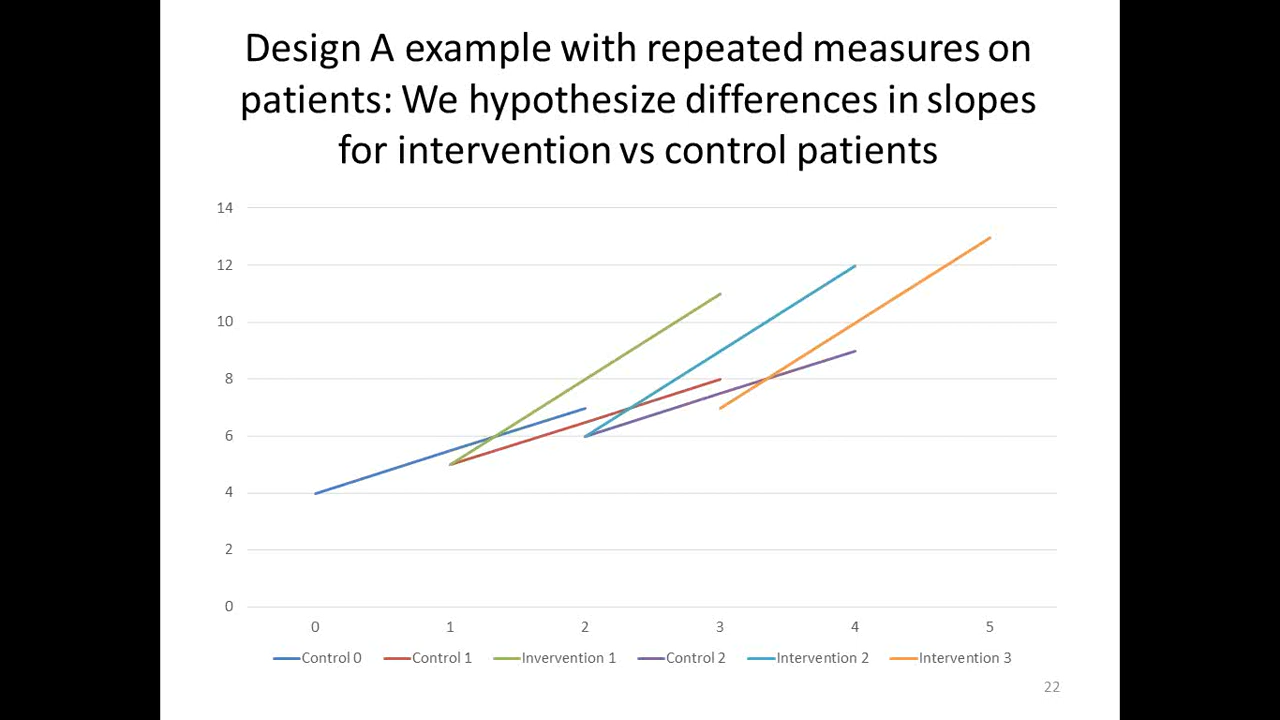 Design A example with repeated measures on
patients: We hypothesize differences in slopes
for intervention vs control patients
14
12
10
8
6
4
2
0
0 1 2 3 4 5
Control 0 Control 1 Invervention 1 Control 2 Intervention 2 Intervention 3
22